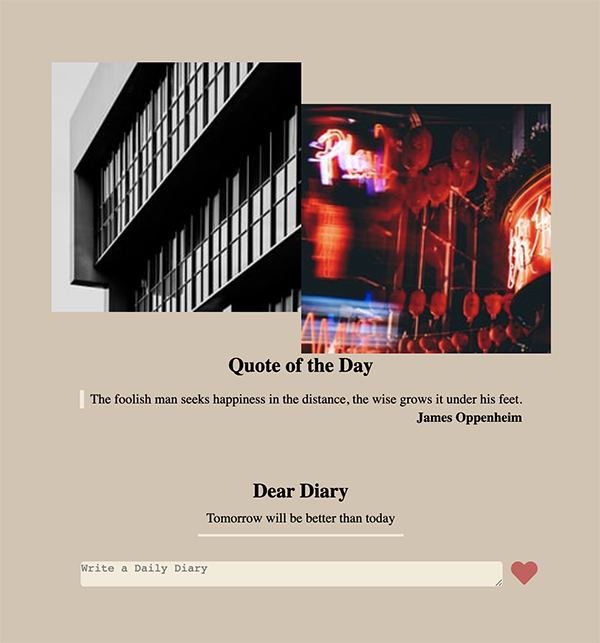 Play
Quote of the Day
The foolish man seeks happiness in the distance, the wise grows it under his feet.
James Oppenheim
Dear Diary
Tomorrow will be better than today
Write a Daily Diary